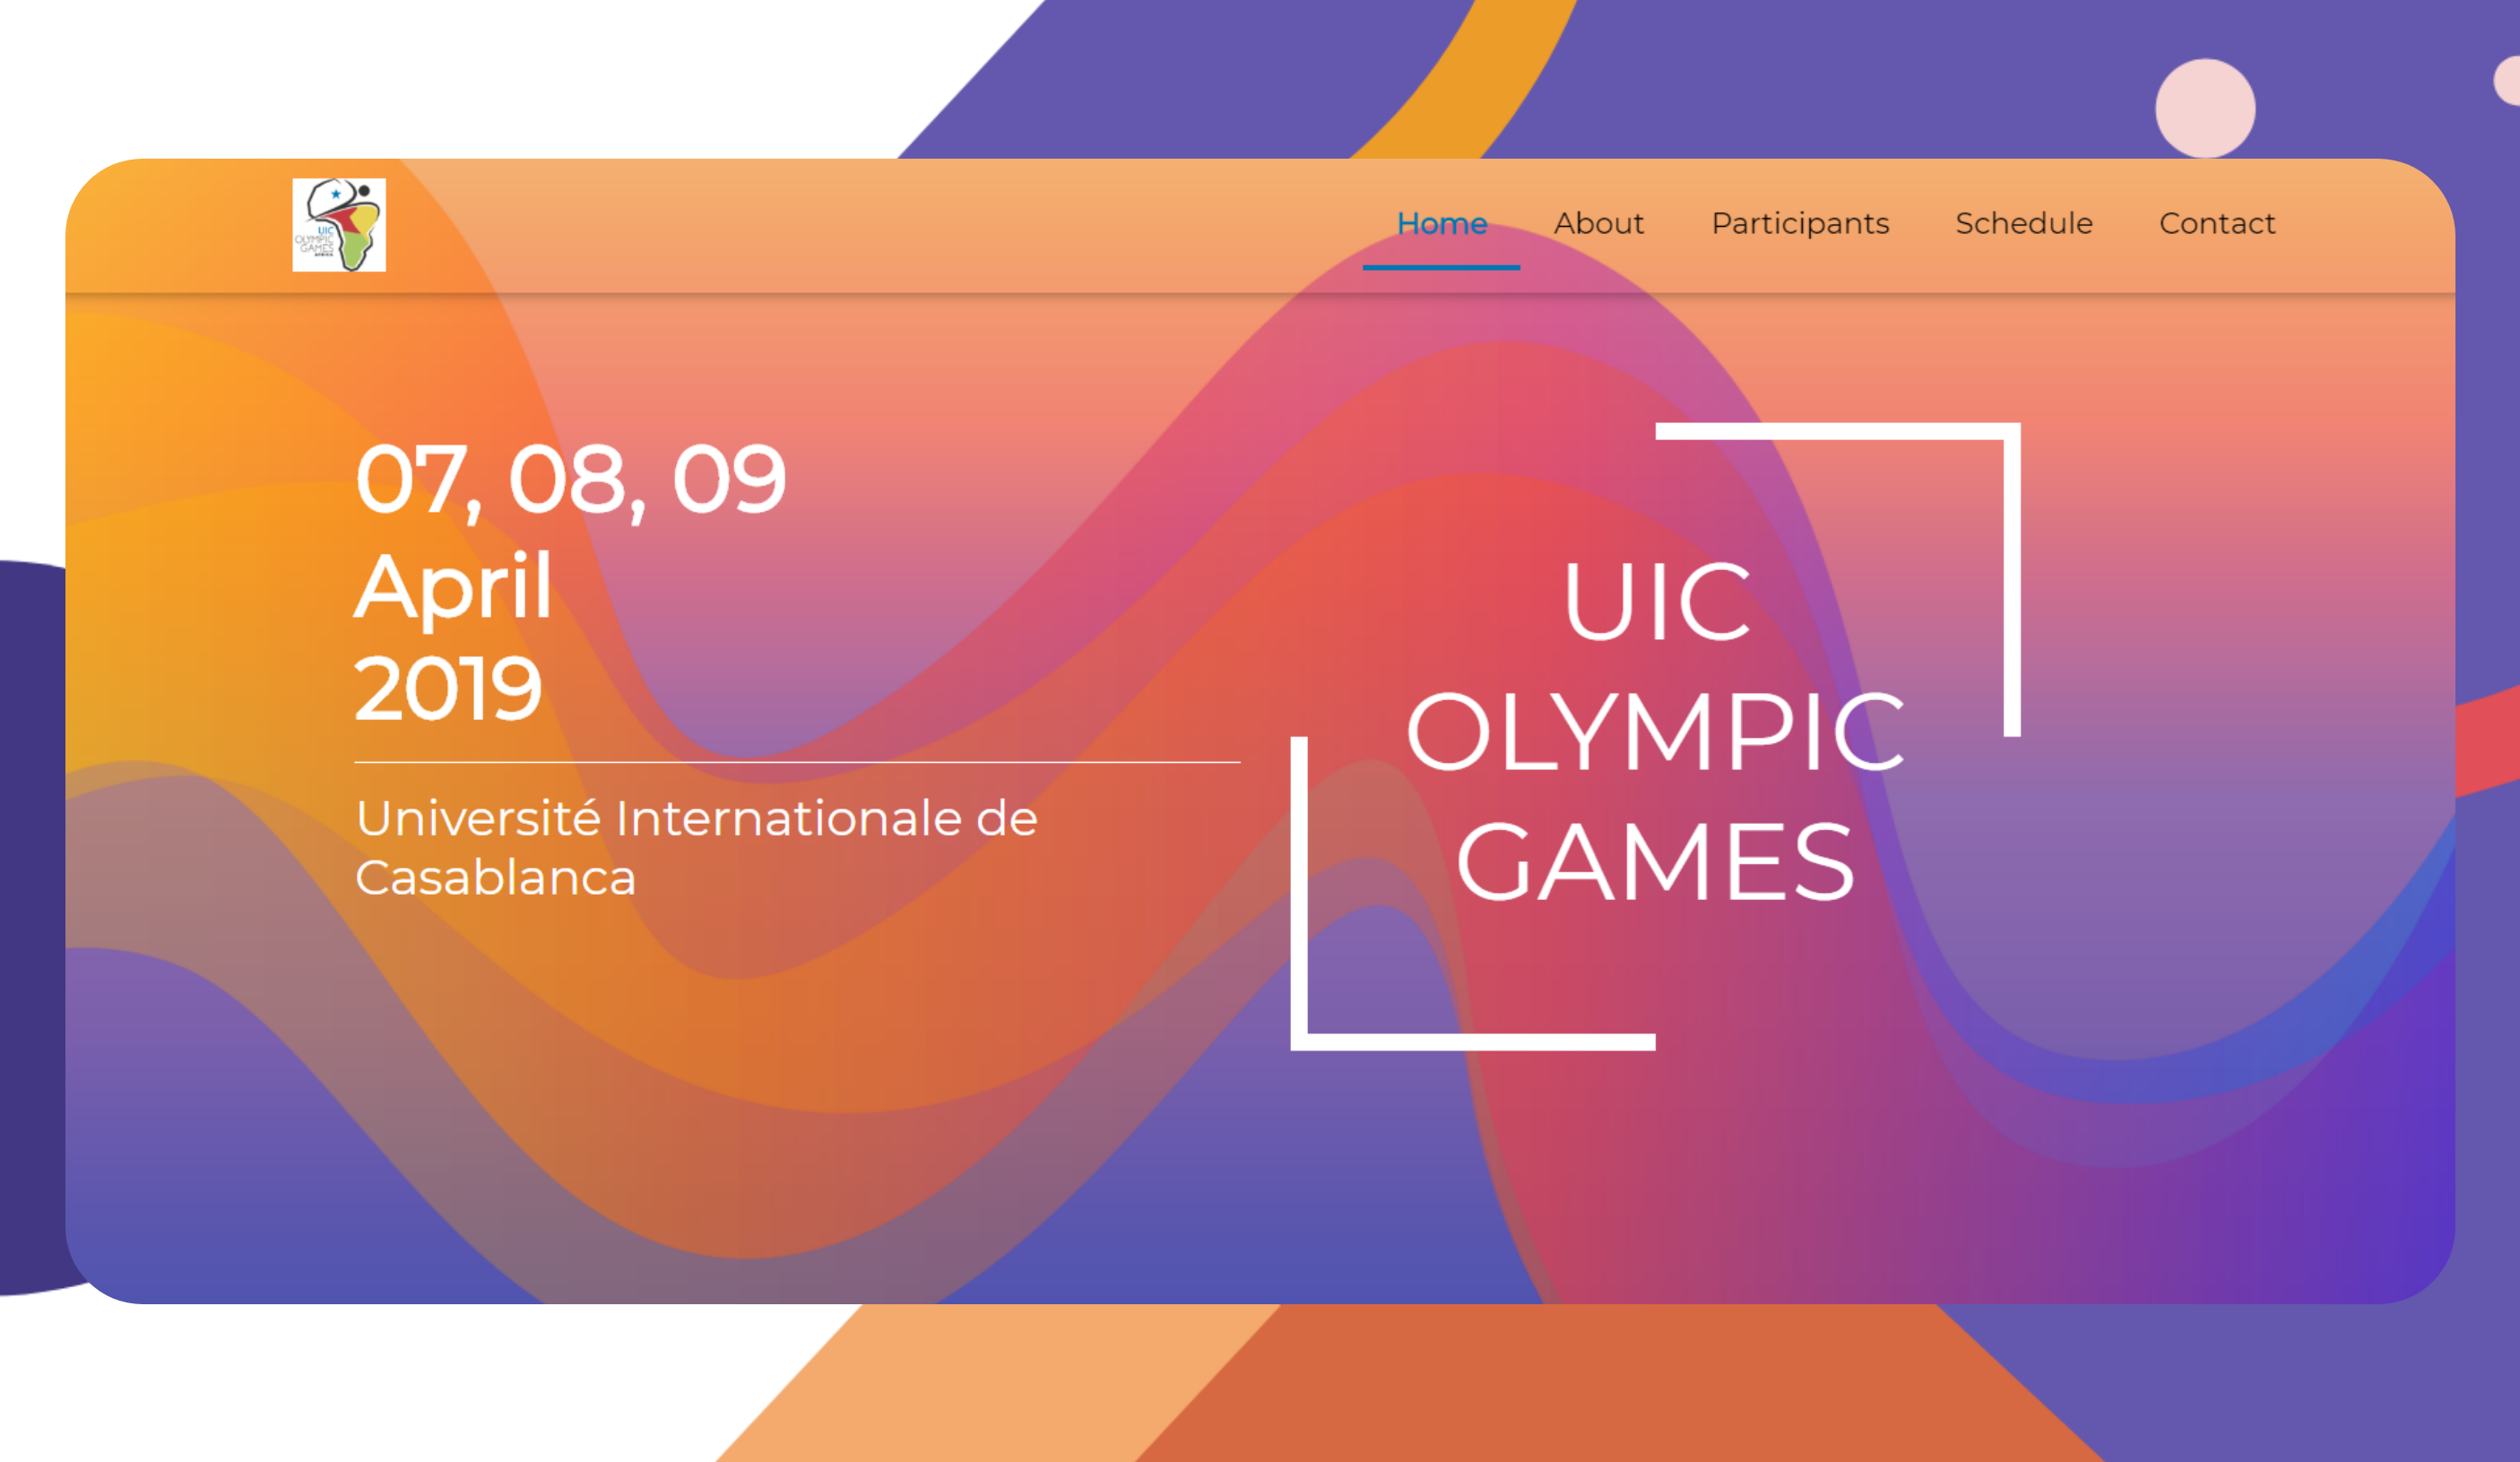 UIC
OLYMPIC
GAMES
AFRICA
Home
About
Participants
Schedule
Contact
07, 08, 09
April
2019
Université Internationale de
Casablanca
UIC
OLYMPIC
GAMES